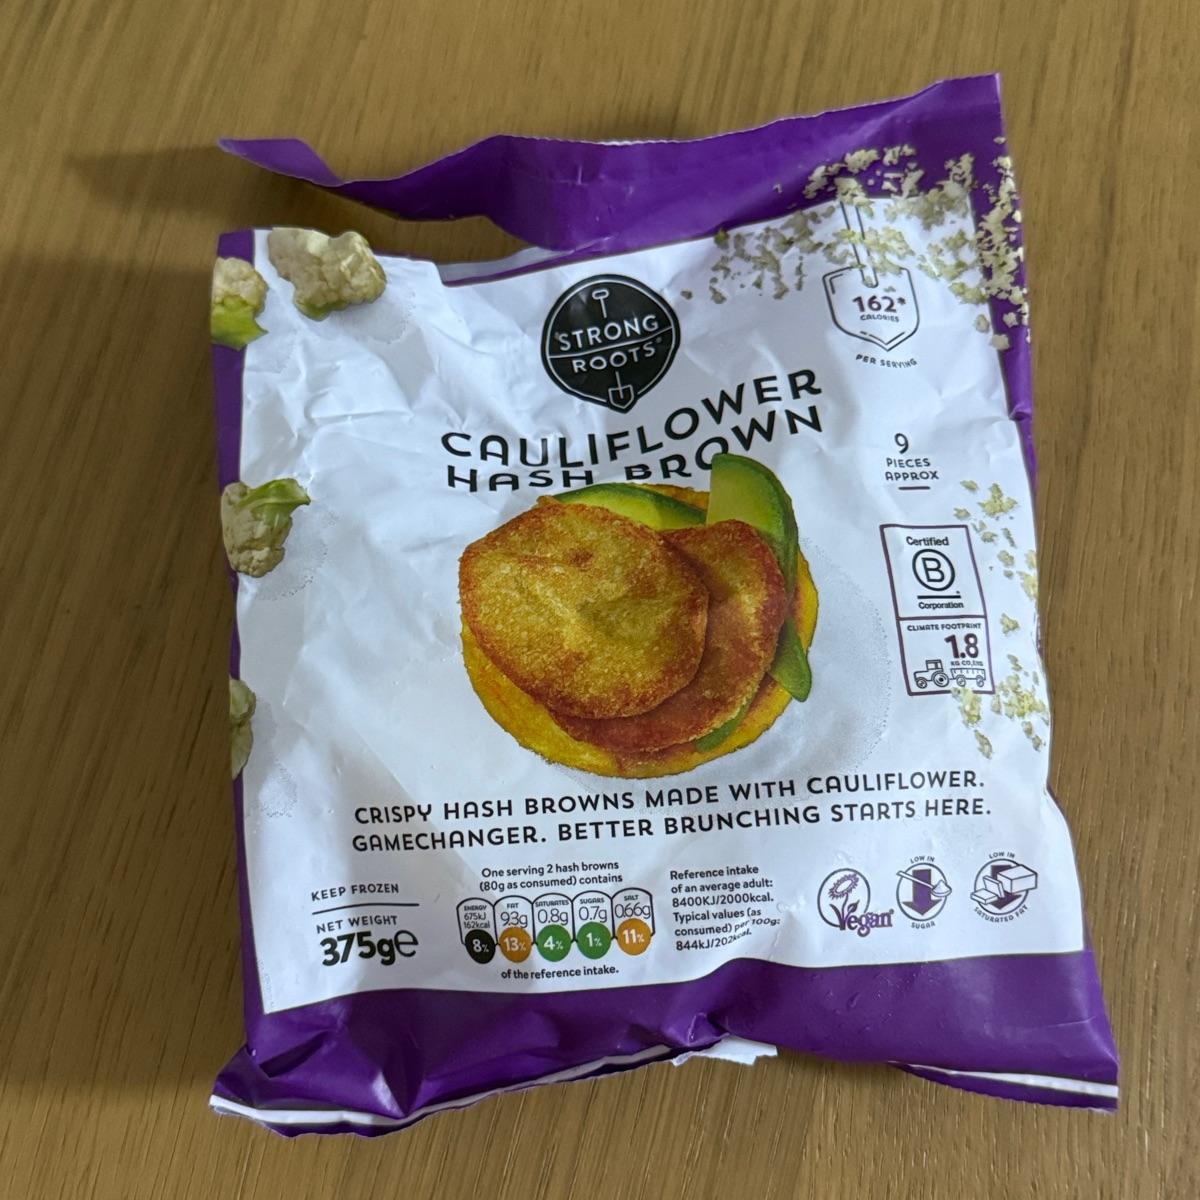 STRONG
ROOTS®
162*
CALORIES
PER SERVING
CAULIFLOWER
HASH BROWN
9
PIECES
APPROX
Certified
B
Corporation
CLIMATE FOOTPRINT
1.8
KG CO₂E/KG
CRISPY HASH BROWNS MADE WITH CAULIFLOWER.
GAMECHANGER. BETTER BRUNCHING STARTS HERE.
KEEP FROZEN
NET WEIGHT
375g℮
One serving 2 hash browns
(80g as consumed) contains
ENERGY FAT SATURATES SUGARS SALT
675kJ
162kcal 9.3g 0.8g 0.7g 0.66g
8% 13% 4% 1% 11%
of the reference intake.
Reference intake
of an average adult:
8400KJ/2000kcal.
Typical values (as
consumed) per 100g:
844kJ/202kcal.
Vegan
LOW IN
SUGAR
LOW IN
SATURATED FAT